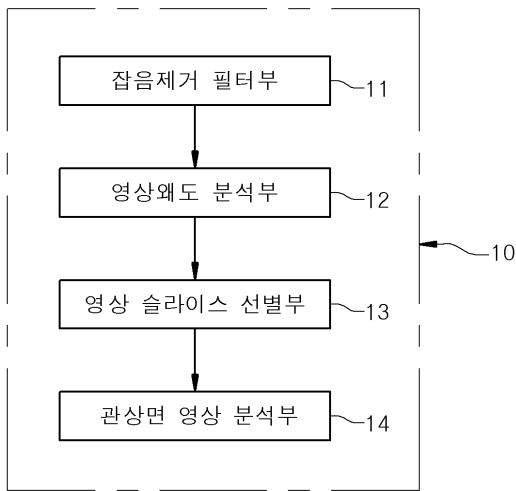 잡음제거 필터부
11
영상왜도 분석부
12
10
영상 슬라이스 선별부
13
관상면 영상 분석부
14